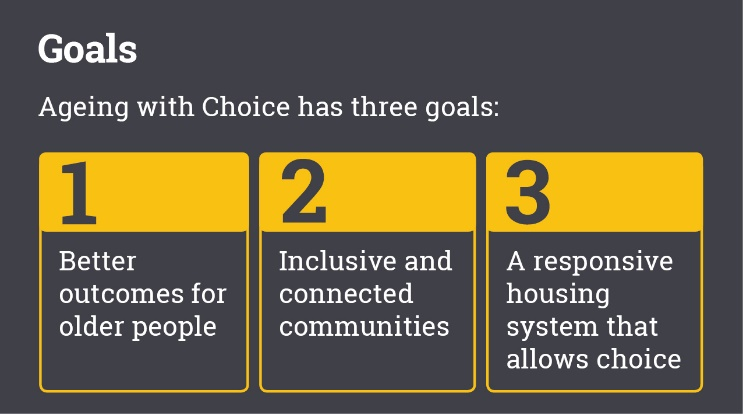 Goals
Ageing with Choice has three goals:
1
Better
outcomes for
older people
2
Inclusive and
connected
communities
3
A responsive
housing
system that
allows choice